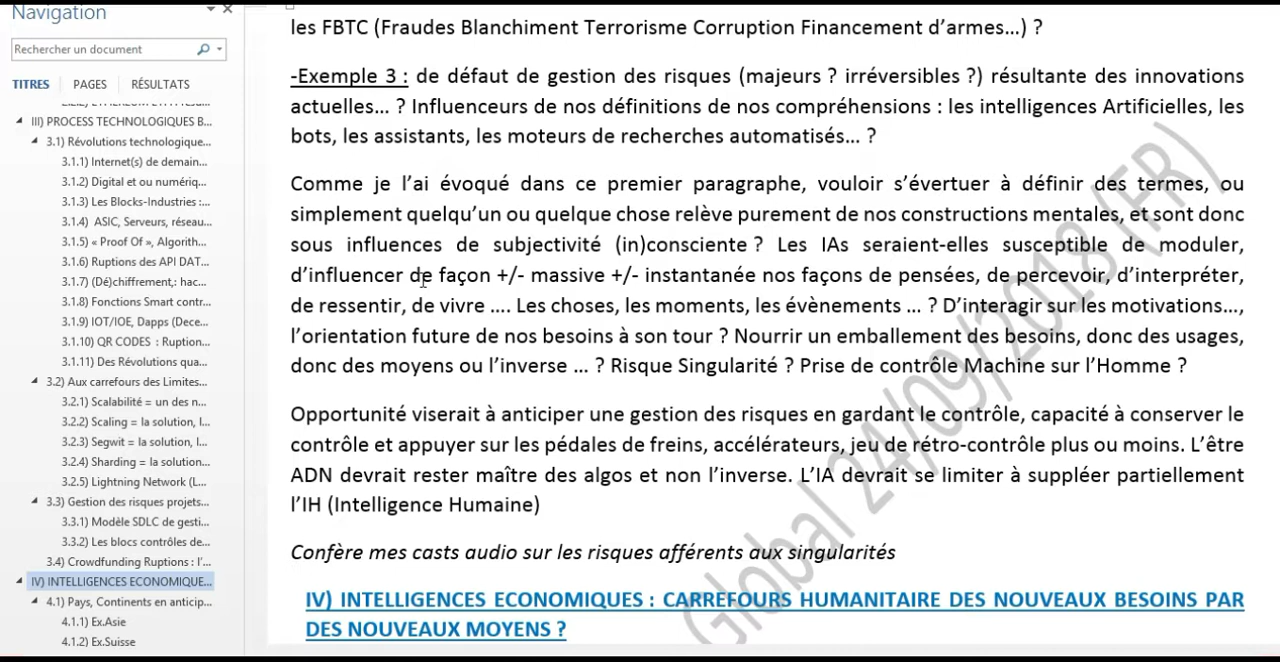 Navigation
Rechercher un document
TITRES PAGES RÉSULTATS
III) PROCESS TECHNOLOGIQUES B...
3.1) Révolutions technologique...
3.1.1) Internet(s) de demain...
3.1.2) Digital et ou numériq...
3.1.3) Les Blocks-Industries :...
3.1.4) ASIC, Serveurs, réseau...
3.1.5) « Proof Of », Algorith...
3.1.6) Ruptions des API DAT...
3.1.7) (Dé)chiffrement,: hac...
3.1.8) Fonctions Smart contr...
3.1.9) IOT/IOE, Dapps (Dece...
3.1.10) QR CODES : Ruption...
3.1.11) Des Révolutions qua...
3.2) Aux carrefours des Limites...
3.2.1) Scalabilité = un des n...
3.2.2) Scaling = la solution, l...
3.2.3) Segwit = la solution, l...
3.2.4) Sharding = la solution...
3.2.5) Lightning Network (L...
3.3) Gestion des risques projets...
3.3.1) Modèle SDLC de gesti...
3.3.2) Les blocs contrôles de...
3.4) Crowdfunding Ruptions : l'...
IV) INTELLIGENCES ECONOMIQUE...
4.1) Pays, Continents en anticip...
4.1.1) Ex.Asie
4.1.2) Ex.Suisse
les FBTC (Fraudes Blanchiment Terrorisme Corruption Financement d'armes...) ?
-Exemple 3 : de défaut de gestion des risques (majeurs ? irréversibles ?) résultante des innovations
actuelles... ? Influenceurs de nos définitions de nos compréhensions : les intelligences Artificielles, les
bots, les assistants, les moteurs de recherches automatisés... ?
Comme je l'ai évoqué dans ce premier paragraphe, vouloir s'évertuer à définir des termes, ou
simplement quelqu'un ou quelque chose relève purement de nos constructions mentales, et sont donc
sous influences de subjectivité (in)consciente ? Les IAs seraient-elles susceptible de moduler,
d'influencer de façon +/- massive +/- instantanée nos façons de pensées, de percevoir, d'interpréter,
de ressentir, de vivre .... Les choses, les moments, les évènements ... ? D'interagir sur les motivations...,
l'orientation future de nos besoins à son tour ? Nourrir un emballement des besoins, donc des usages,
donc des moyens ou l'inverse ... ? Risque Singularité ? Prise de contrôle Machine sur l'Homme ?
Opportunité viserait à anticiper une gestion des risques en gardant le contrôle, capacité à conserver le
contrôle et appuyer sur les pédales de freins, accélérateurs, jeu de rétro-contrôle plus ou moins. L'être
ADN devrait rester maître des algos et non l'inverse. L'IA devrait se limiter à suppléer partiellement
l'IH (Intelligence Humaine)
Confère mes casts audio sur les risques afférents aux singularités
IV) INTELLIGENCES ECONOMIQUES : CARREFOURS HUMANITAIRE DES NOUVEAUX BESOINS PAR
DES NOUVEAUX MOYENS ?
Global 24/09/2018 (FR)